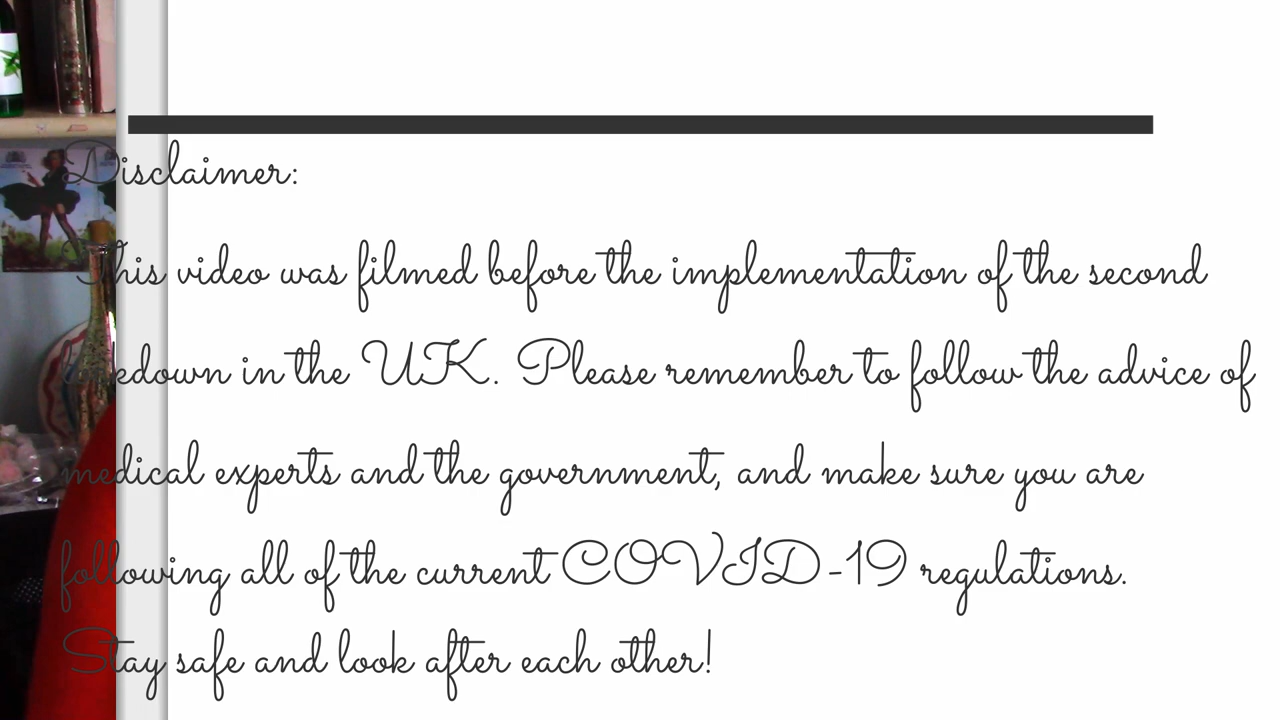 Disclaimer:
This video was filmed before the implementation of the second
lockdown in the UK. Please remember to follow the advice of
medical experts and the government, and make sure you are
following all of the current COVID-19 regulations.
Stay safe and look after each other!